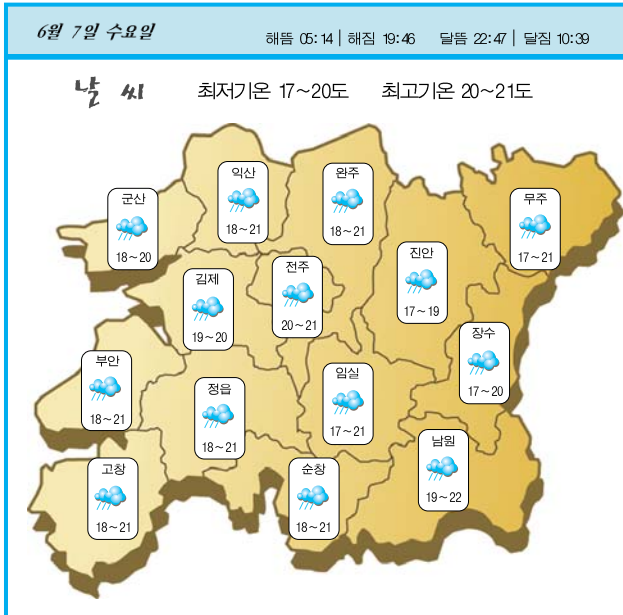 6월 7일 수요일
해뜸 05:14 | 해짐 19:46 달뜸 22:47 | 달짐 10:39
날 씨 최저기온 17~20도 최고기온 20~21도
익산
18~21
완주
18~21
군산
18~20
무주
17~21
진안
17~19
전주
20~21
김제
19~20
장수
17~20
부안
18~21
임실
17~21
정읍
18~21
남원
19~22
고창
18~21
순창
18~21